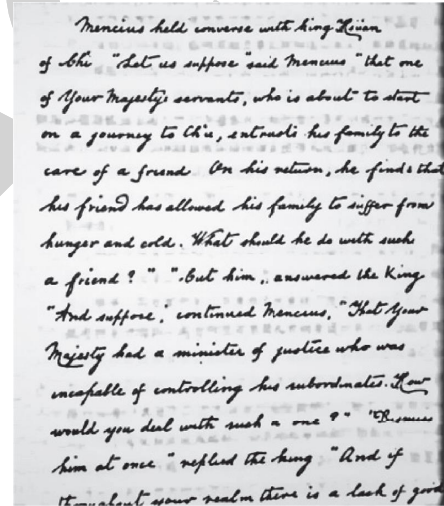 Mencius held converse with King Hsüan
of Ch'i "Let us suppose" said Mencius "that one
of Your Majesty's servants, who is about to start
on a journey to Ch'u, entrusts his family to the
care of a friend On his return, he finds that
his friend has allowed his family to suffer from
hunger and cold. What should he do with such
a friend?" "Cut him", answered the King
"And suppose," continued Mencius, "That Your
Majesty had a minister of justice who was
incapable of controlling his subordinates. How
would you deal with such a one?" "Dismiss
him at once" replied the king "And if
throughout your realm there is a lack of good